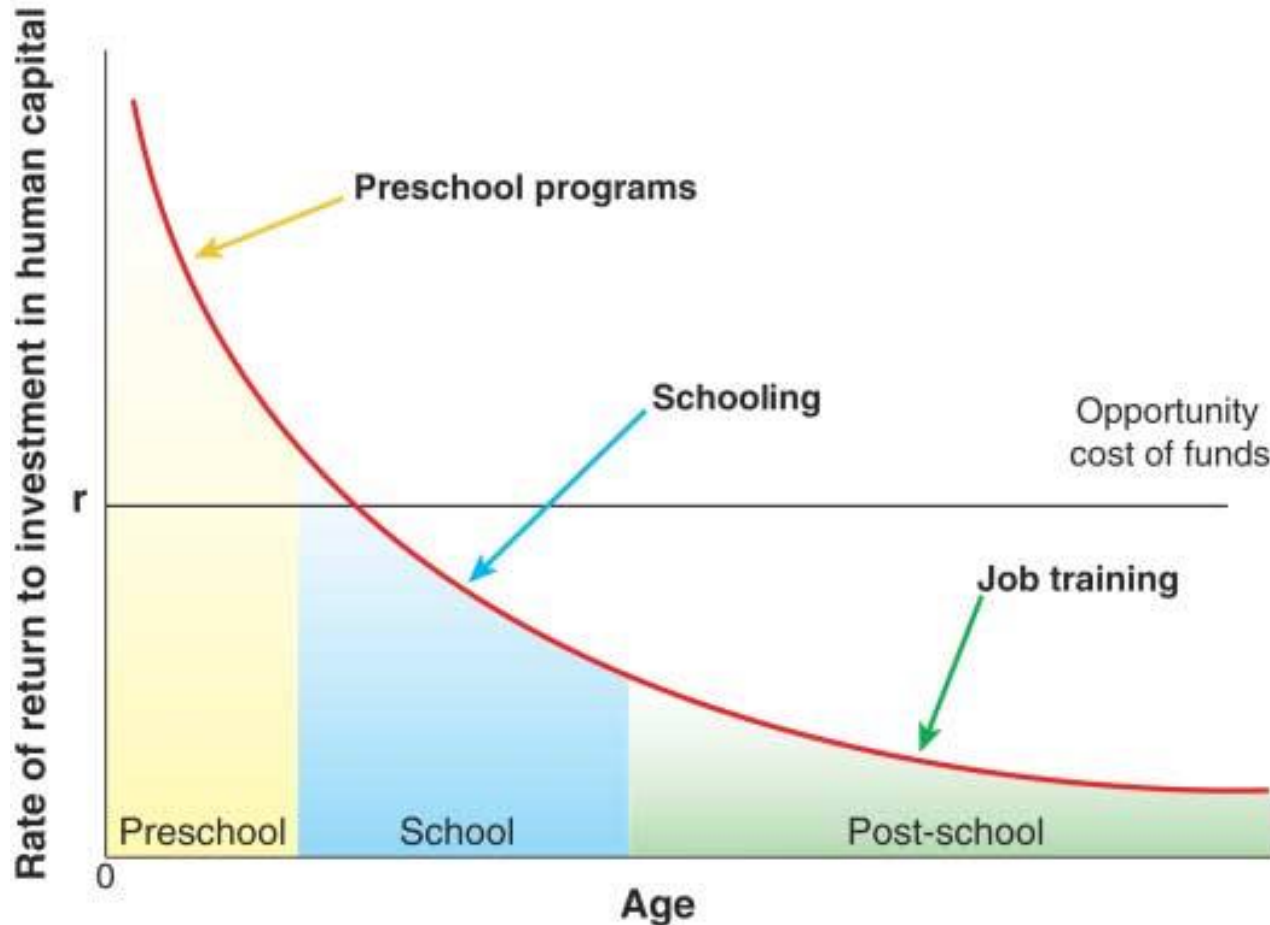 Rate of return to investment in human capital
Preschool programs
Schooling
Opportunity
cost of funds
r
Job training
Preschool
School
Post-school
0
Age